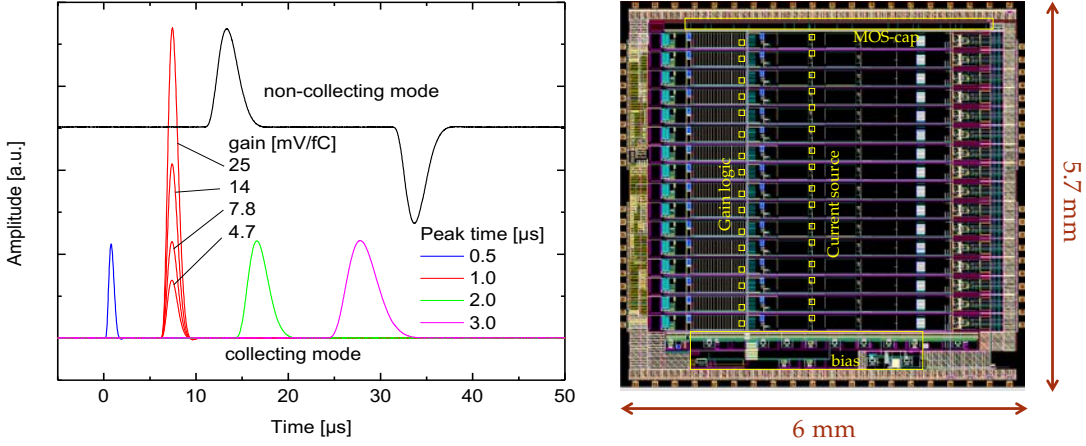 non-collecting mode
gain [mV/fC]
25
14
7.8
4.7
Peak time [µs]
0.5
1.0
2.0
3.0
collecting mode
Amplitude [a.u.]
0
10
20
30
40
50
Time [µs]
MOS-cap
Gain logic
Current source
bias
5.7 mm
6 mm